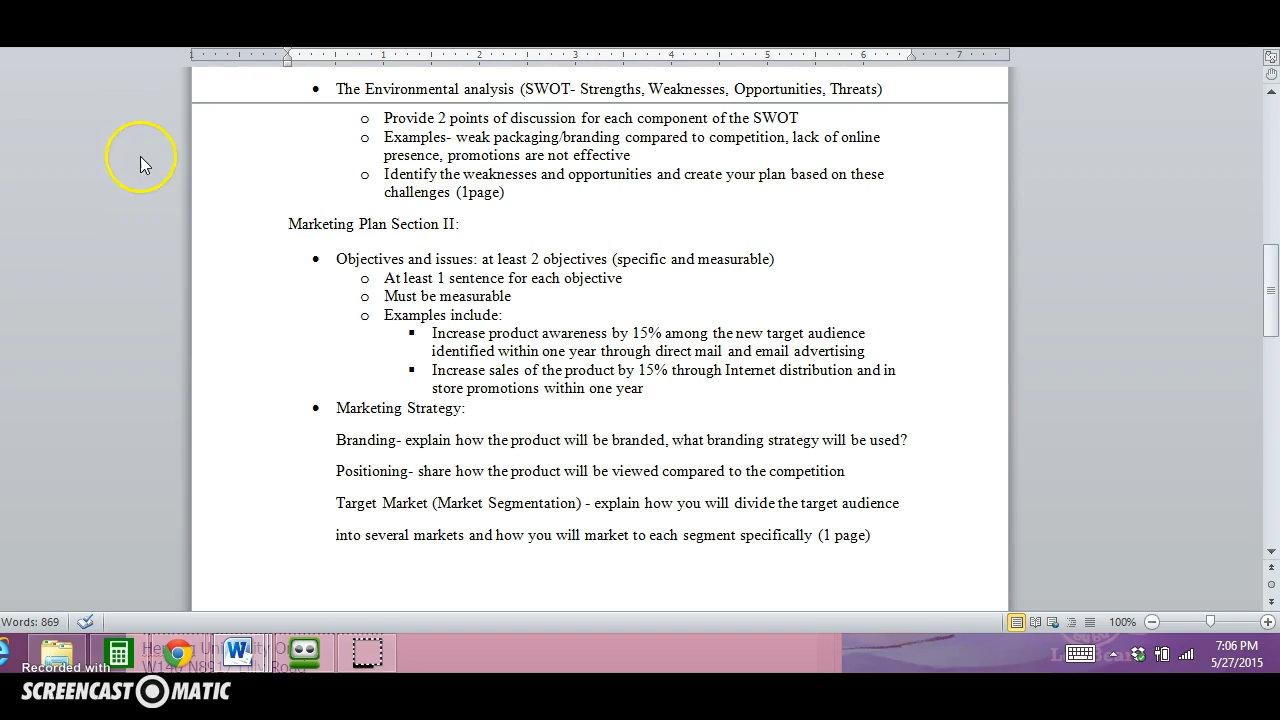 1 1 2 3 4 5 6 7
• The Environmental analysis (SWOT- Strengths, Weaknesses, Opportunities, Threats)
o Provide 2 points of discussion for each component of the SWOT
o Examples- weak packaging/branding compared to competition, lack of online
presence, promotions are not effective
o Identify the weaknesses and opportunities and create your plan based on these
challenges (1page)
Marketing Plan Section II:
• Objectives and issues: at least 2 objectives (specific and measurable)
o At least 1 sentence for each objective
o Must be measurable
o Examples include:
▪ Increase product awareness by 15% among the new target audience
identified within one year through direct mail and email advertising
▪ Increase sales of the product by 15% through Internet distribution and in
store promotions within one year
• Marketing Strategy:
Branding- explain how the product will be branded, what branding strategy will be used?
Positioning- share how the product will be viewed compared to the competition
Target Market (Market Segmentation) - explain how you will divide the target audience
into several markets and how you will market to each segment specifically (1 page)
Words: 869
100%
7:06 PM
5/27/2015
Recorded with
SCREENCAST-O-MATIC